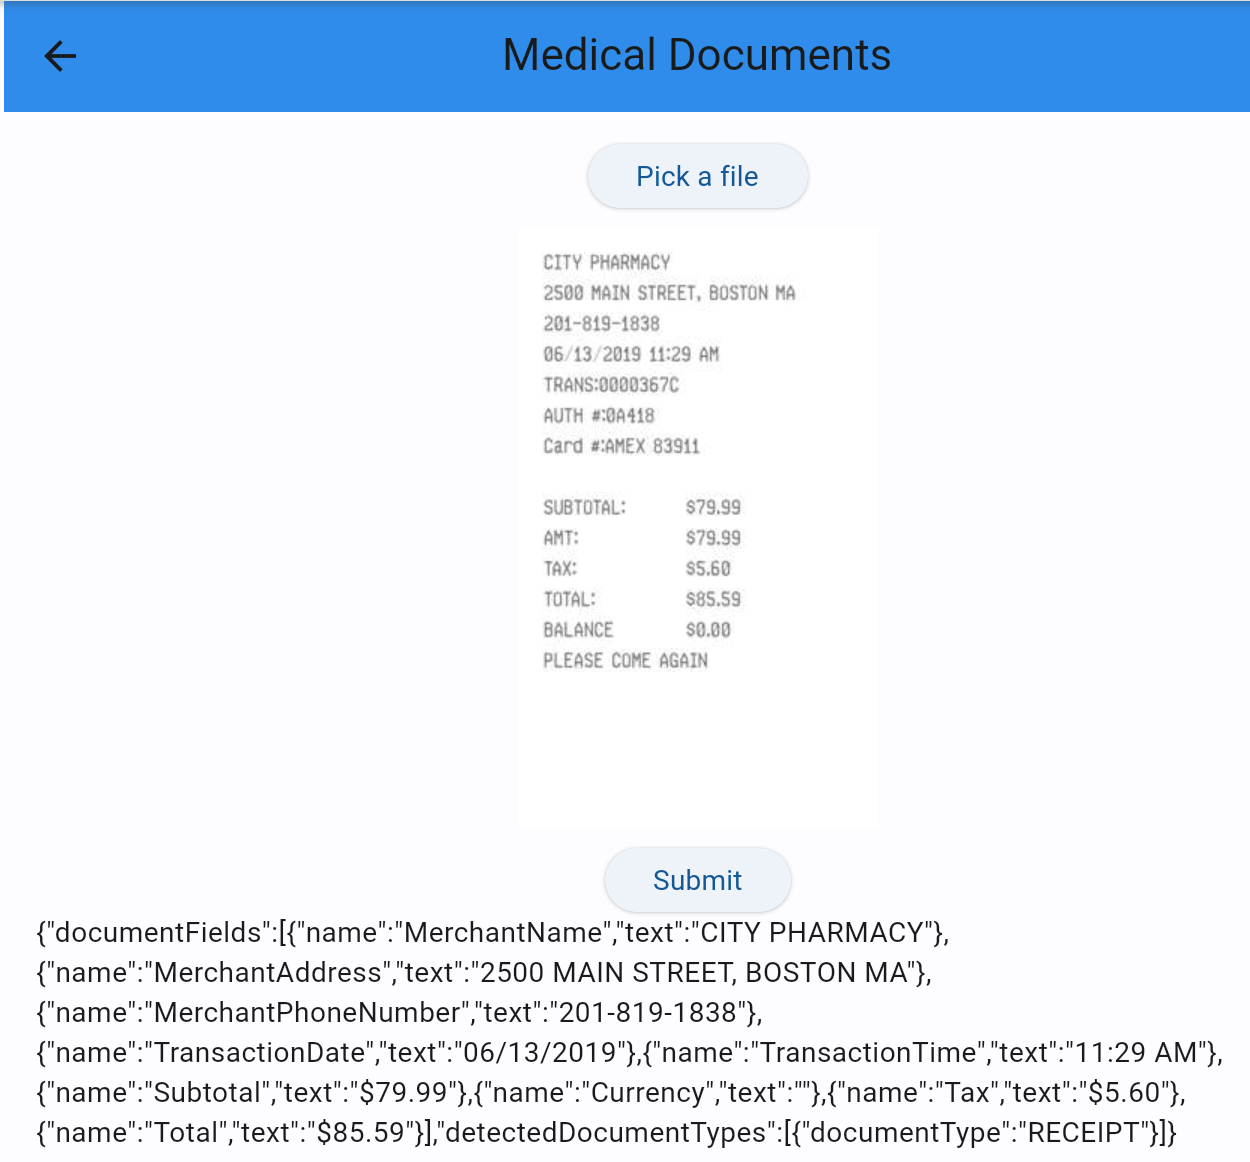 Medical Documents
Pick a file
CITY PHARMACY
2500 MAIN STREET, BOSTON MA
201-819-1838
06/13/2019 11:29 AM
TRANS:0000367C
AUTH #:0A418
Card #:AMEX 83911
SUBTOTAL: $79.99
AMT: $79.99
TAX: $5.60
TOTAL: $85.59
BALANCE $0.00
PLEASE COME AGAIN
Submit
{"documentFields":[{"name":"MerchantName","text":"CITY PHARMACY"},
{"name":"MerchantAddress","text":"2500 MAIN STREET, BOSTON MA"},
{"name":"MerchantPhoneNumber","text":"201-819-1838"},
{"name":"TransactionDate","text":"06/13/2019"},{"name":"TransactionTime","text":"11:29 AM"},
{"name":"Subtotal","text":"$79.99"},{"name":"Currency","text":""},{"name":"Tax","text":"$5.60"},
{"name":"Total","text":"$85.59"}],"detectedDocumentTypes":[{"documentType":"RECEIPT"}]}